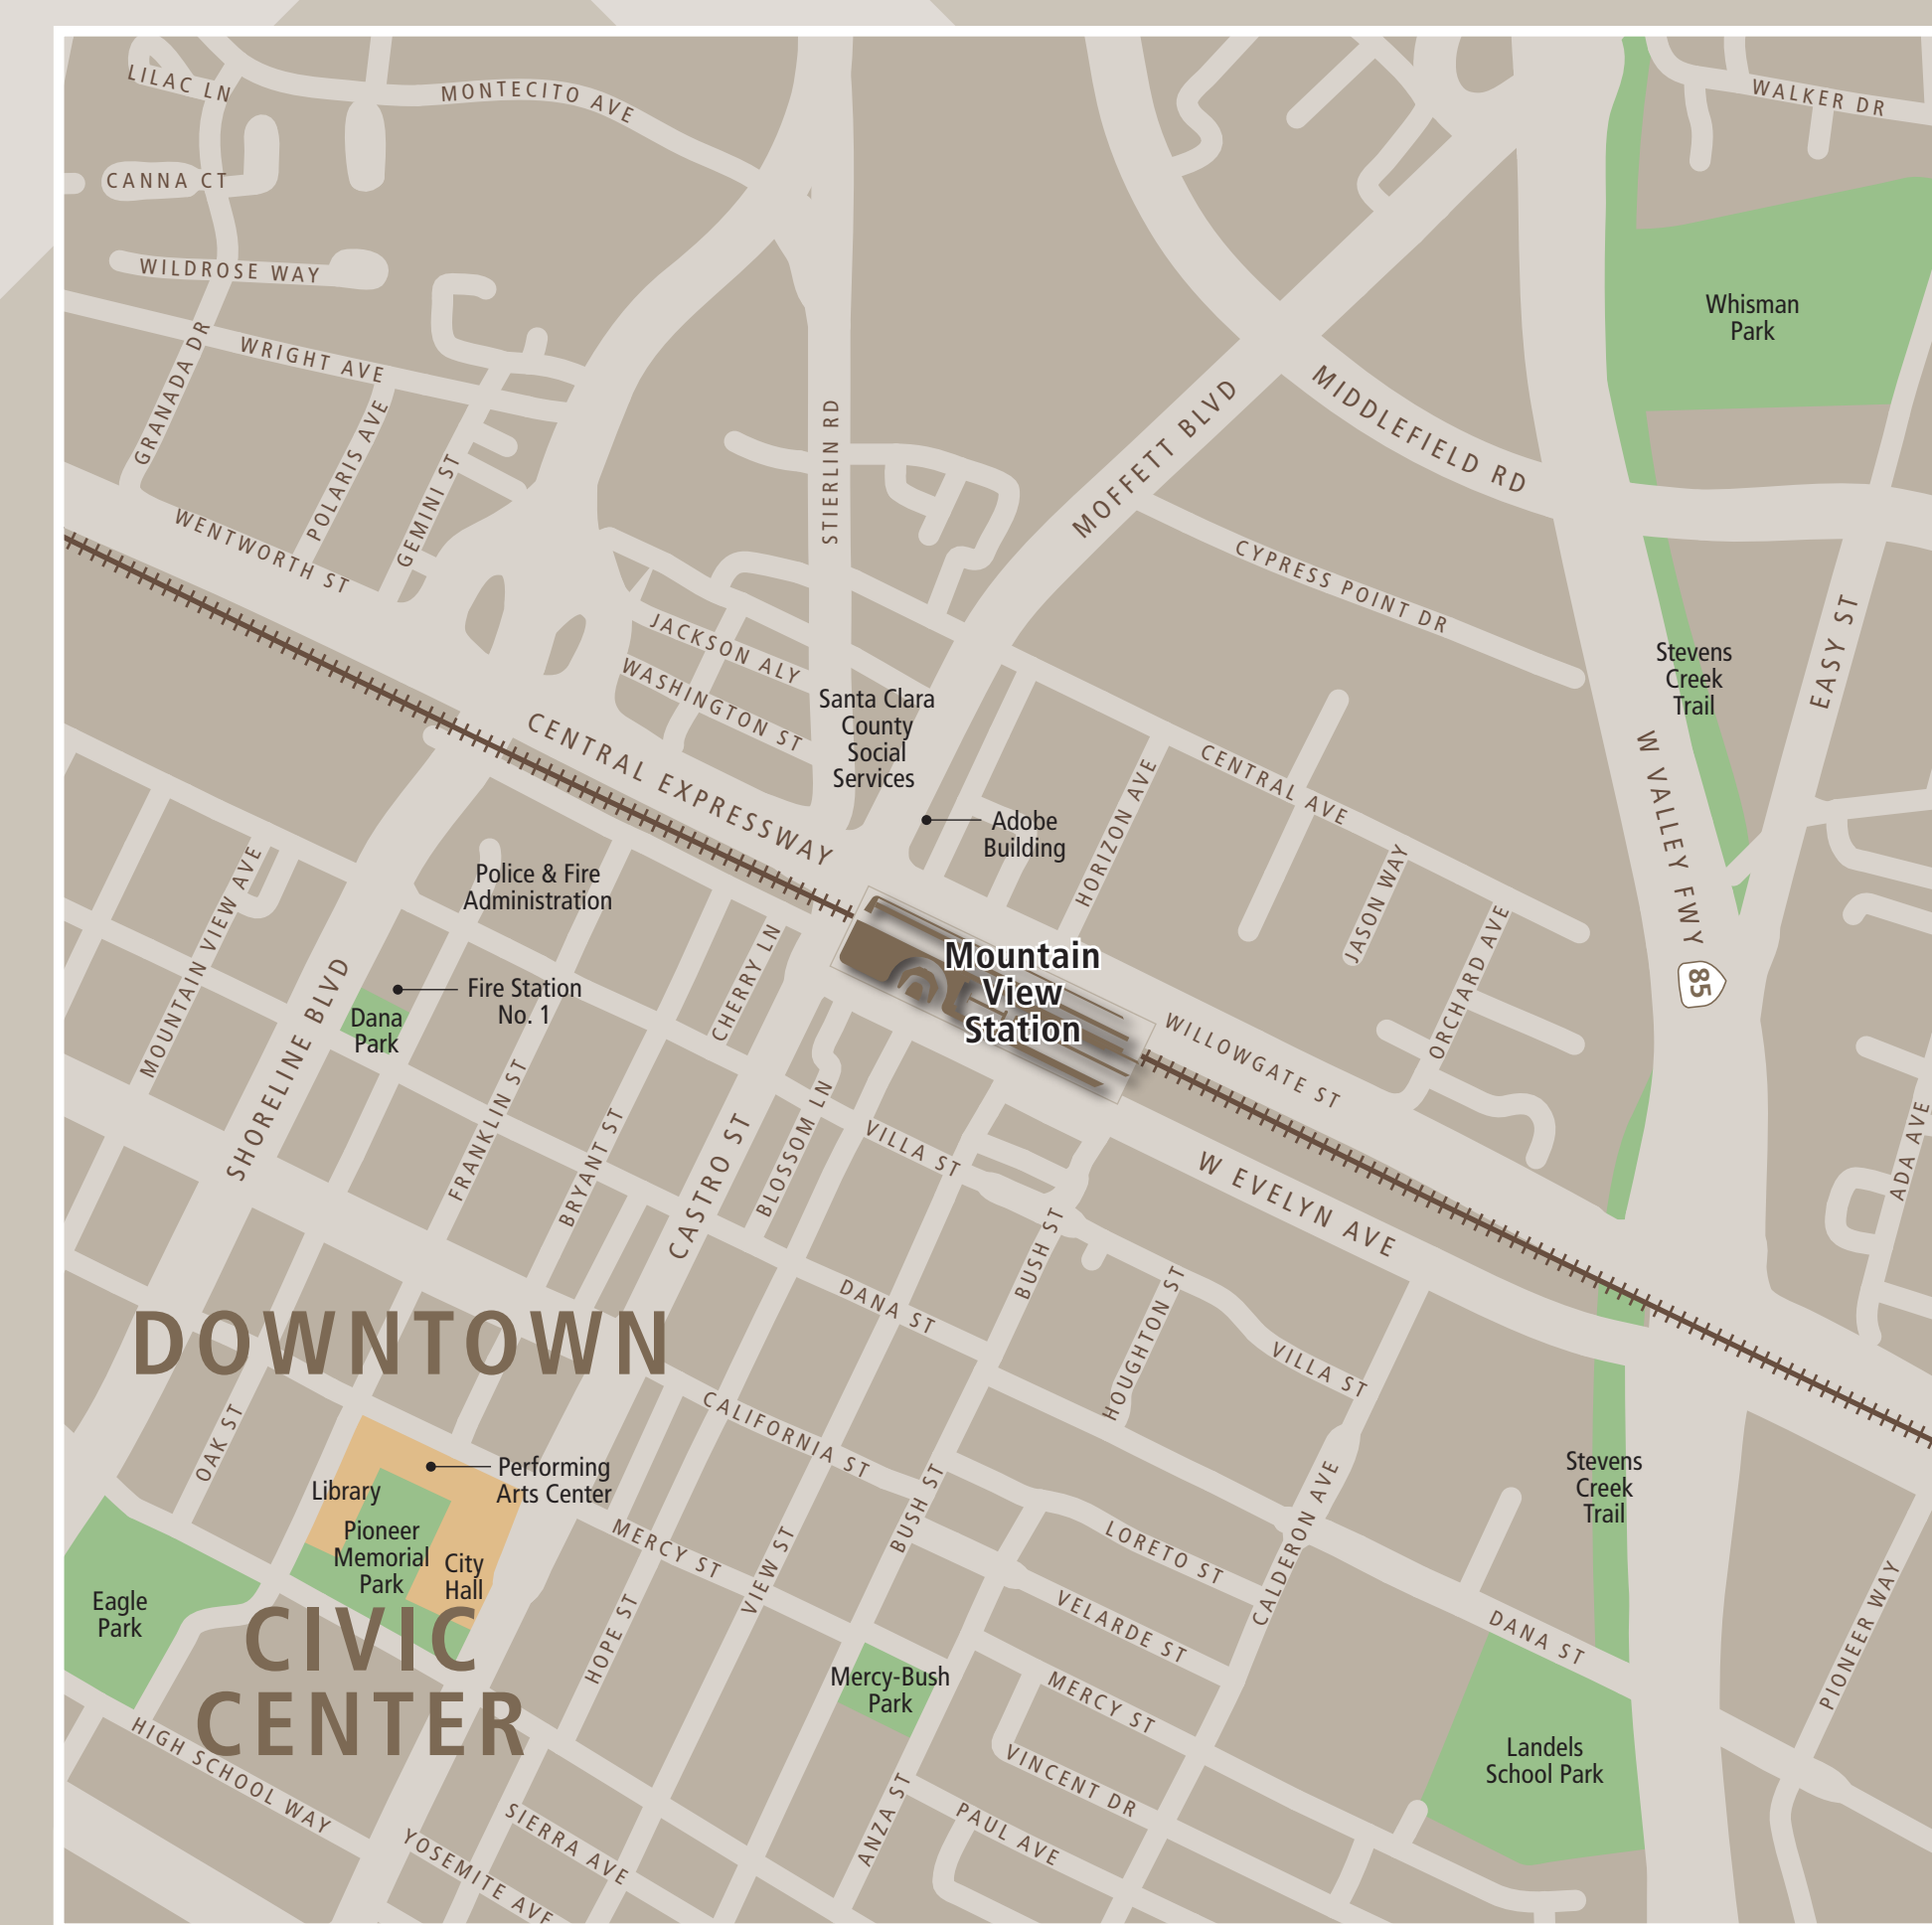 LILAC LN
MONTECITO AVE
WALKER DR
CANNA CT
WILDROSE WAY
Whisman
Park
GRANADA DR
WRIGHT AVE
POLARIS AVE
GEMINI ST
STIERLIN RD
MOFFETT BLVD
MIDDLEFIELD RD
WENTWORTH ST
CYPRESS POINT DR
JACKSON ALY
WASHINGTON ST
Stevens
Creek
Trail
EASY ST
Santa Clara
County
Social
Services
CENTRAL EXPRESSWAY
CENTRAL AVE
W VALLEY FWY
85
Adobe
Building
HORIZON AVE
JASON WAY
ORCHARD AVE
Police & Fire
Administration
MOUNTAIN VIEW AVE
CHERRY LN
Mountain
View
Station
Fire Station
No. 1
Dana
Park
SHORELINE BLVD
WILLOWGATE ST
FRANKLIN ST
BRYANT ST
CASTRO ST
BLOSSOM LN
VILLA ST
W EVELYN AVE
ADA AVE
BUSH ST
HOUGHTON ST
DANA ST
VILLA ST
DOWNTOWN
OAK ST
CALIFORNIA ST
Performing
Arts Center
Library
Pioneer
Memorial
Park
City
Hall
MERCY ST
VIEW ST
BUSH ST
LORETO ST
CALDERON AVE
Stevens
Creek
Trail
Eagle
Park
CIVIC
CENTER
HOPE ST
VELARDE ST
DANA ST
PIONEER WAY
Mercy-Bush
Park
MERCY ST
HIGH SCHOOL WAY
VINCENT DR
Landels
School Park
SIERRA AVE
YOSEMITE AVE
ANZA ST
PAUL AVE